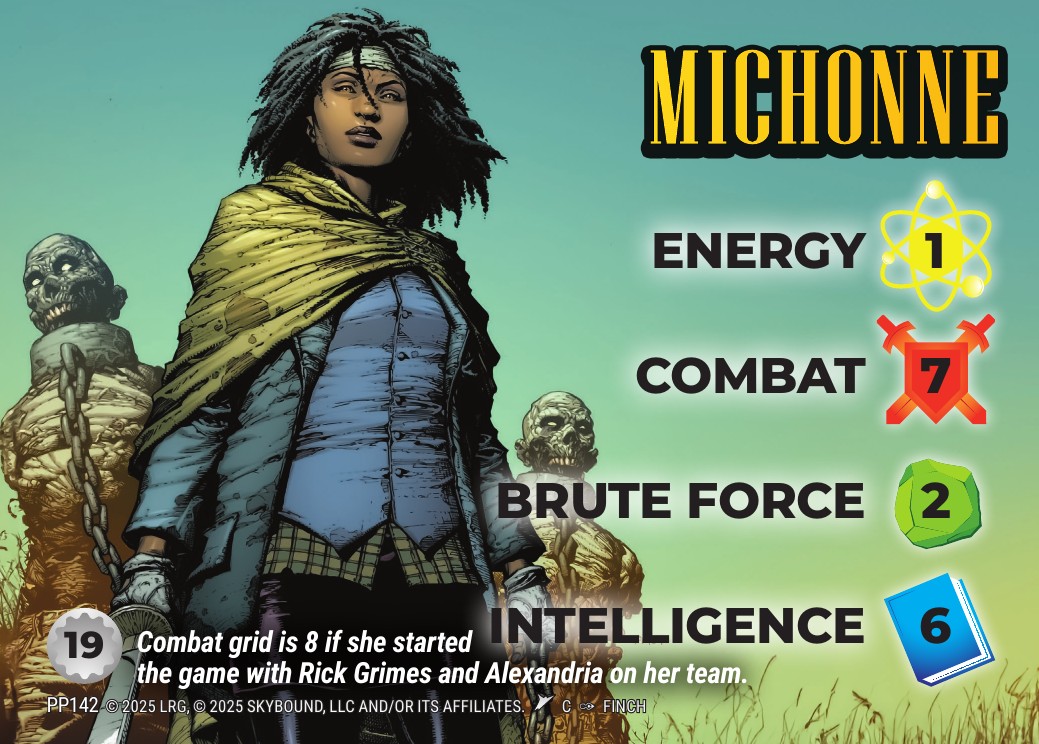 MICHONNE
ENERGY 1
COMBAT 7
BRUTE FORCE 2
INTELLIGENCE 6
19
Combat grid is 8 if she started
the game with Rick Grimes and Alexandria on her team.
PP142 © 2025 LRG, © 2025 SKYBOUND, LLC AND/OR ITS AFFILIATES. C FINCH